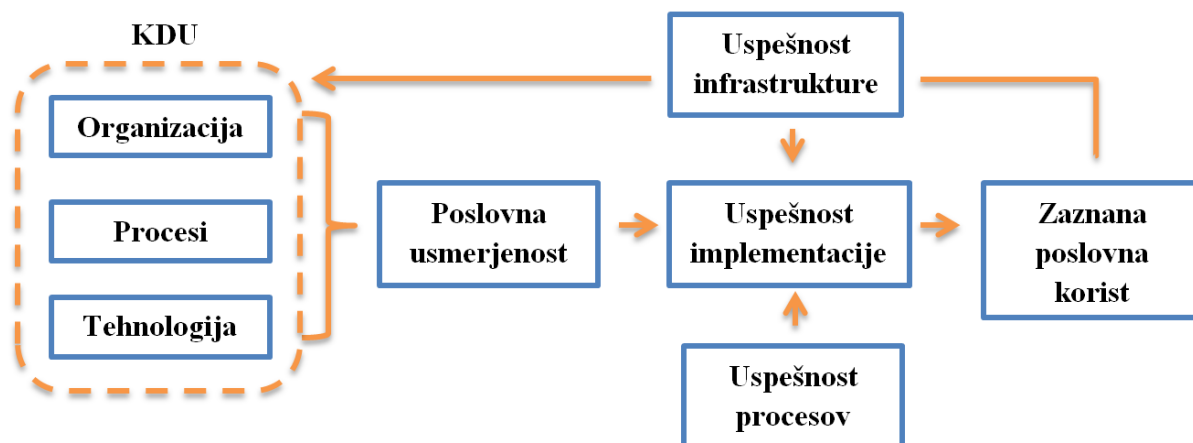 KDU
Organizacija
Procesi
Tehnologija
Poslovna
usmerjenost
Uspešnost
infrastrukture
Uspešnost
implementacije
Uspešnost
procesov
Zaznana
poslovna
korist